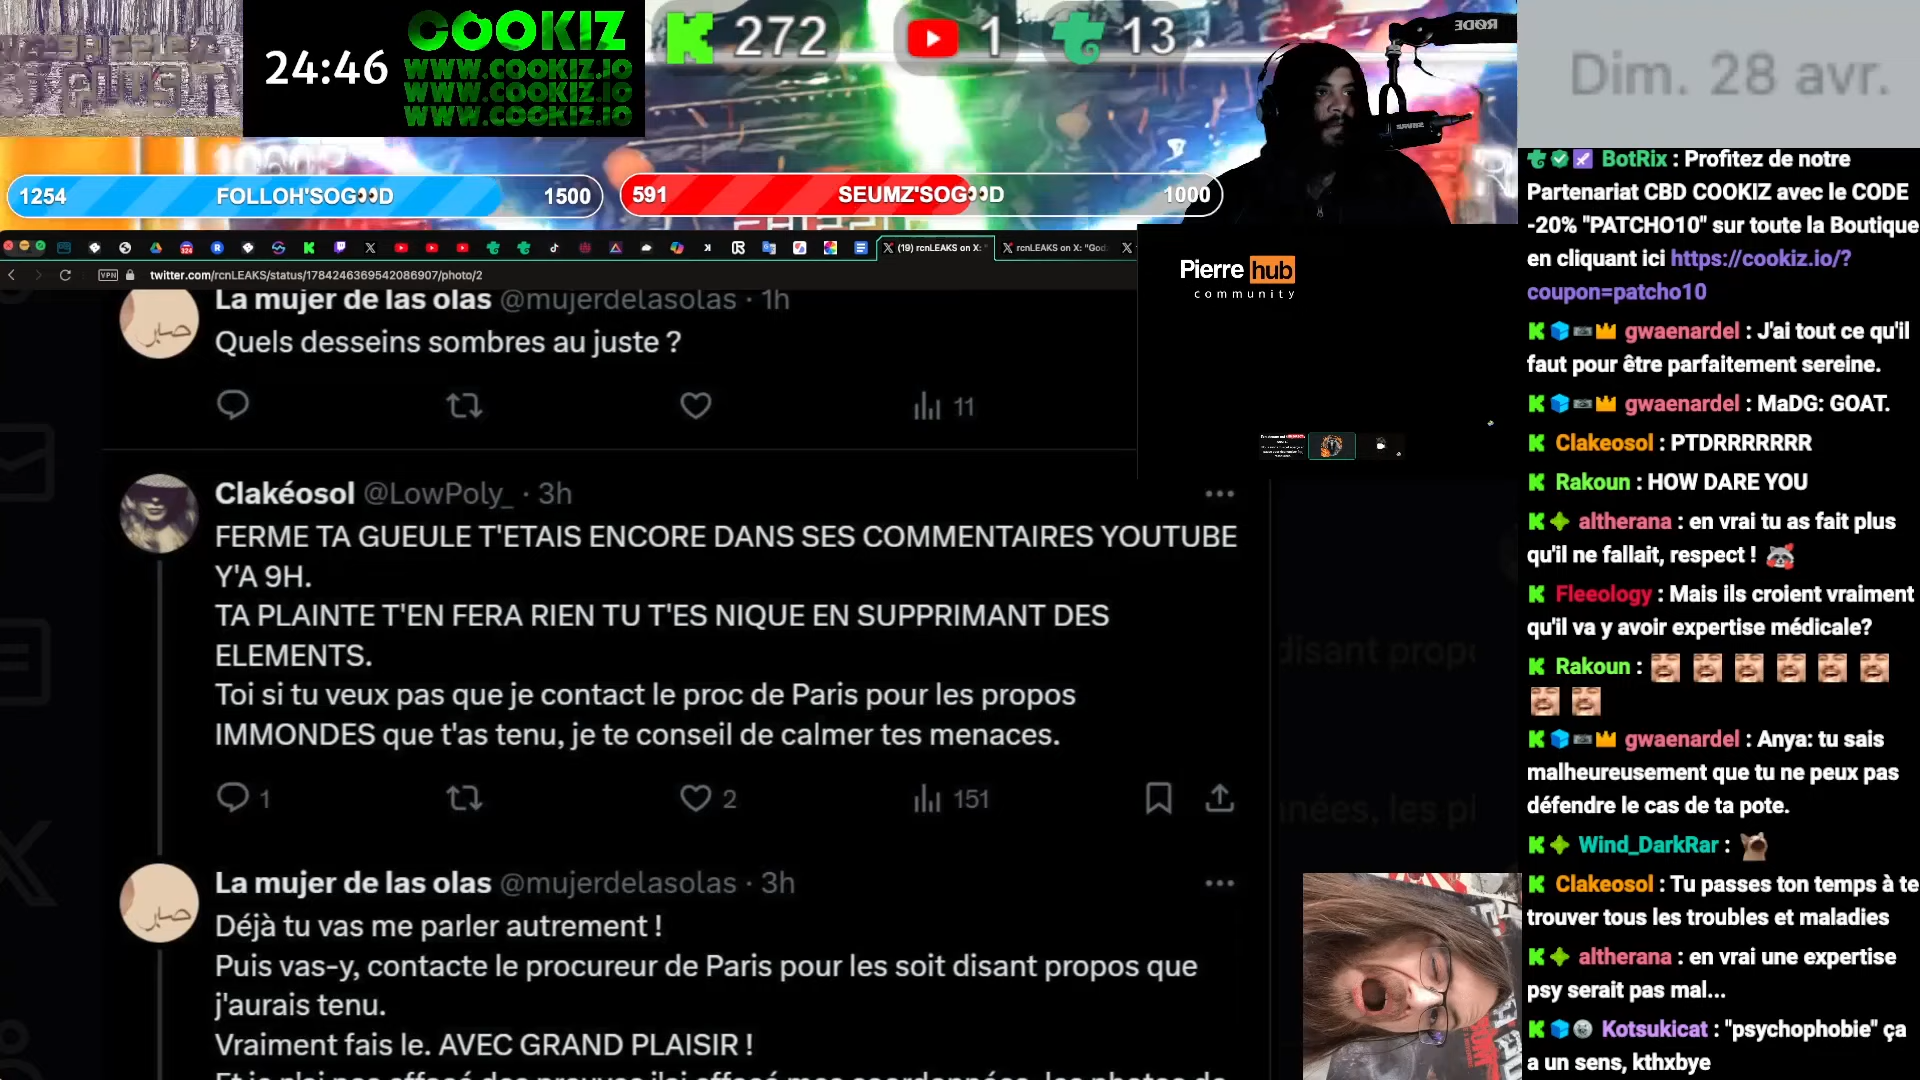 24:46
COOKIZ
WWW.COOKIZ.IO
WWW.COOKIZ.IO
WWW.COOKIZ.IO
272
1
13
RØDE
Dim. 28 avr.
1254 FOLLOH'SOG👀D 1500
591 SEUMZ'SOG👀D 1000
(19) rcnLEAKS on X: "
rcnLEAKS on X: "God
VPN twitter.com/rcnLEAKS/status/1784246369542086907/photo/2
Pierre hub
community
La mujer de las olas @mujerdelasolas · 1h
Quels desseins sombres au juste ?
11
Clakéosol @LowPoly_ · 3h
FERME TA GUEULE T'ETAIS ENCORE DANS SES COMMENTAIRES YOUTUBE
Y'A 9H.
TA PLAINTE T'EN FERA RIEN TU T'ES NIQUE EN SUPPRIMANT DES
ELEMENTS.
Toi si tu veux pas que je contact le proc de Paris pour les propos
IMMONDES que t'as tenu, je te conseil de calmer tes menaces.
1 2 151
La mujer de las olas @mujerdelasolas · 3h
Déjà tu vas me parler autrement !
Puis vas-y, contacte le procureur de Paris pour les soit disant propos que
j'aurais tenu.
Vraiment fais le. AVEC GRAND PLAISIR !
BotRix : Profitez de notre
Partenariat CBD COOKIZ avec le CODE
-20% "PATCHO10" sur toute la Boutique
en cliquant ici https://cookiz.io/?
coupon=patcho10
gwaenardel : J'ai tout ce qu'il
faut pour être parfaitement sereine.
gwaenardel : MaDG: GOAT.
Clakeosol : PTDRRRRRRR
Rakoun : HOW DARE YOU
altherana : en vrai tu as fait plus
qu'il ne fallait, respect !
Fleeology : Mais ils croient vraiment
qu'il va y avoir expertise médicale?
Rakoun :
gwaenardel : Anya: tu sais
malheureusement que tu ne peux pas
défendre le cas de ta pote.
Wind_DarkRar :
Clakeosol : Tu passes ton temps à te
trouver tous les troubles et maladies
altherana : en vrai une expertise
psy serait pas mal...
Kotsukicat : "psychophobie" ça
a un sens, kthxbye